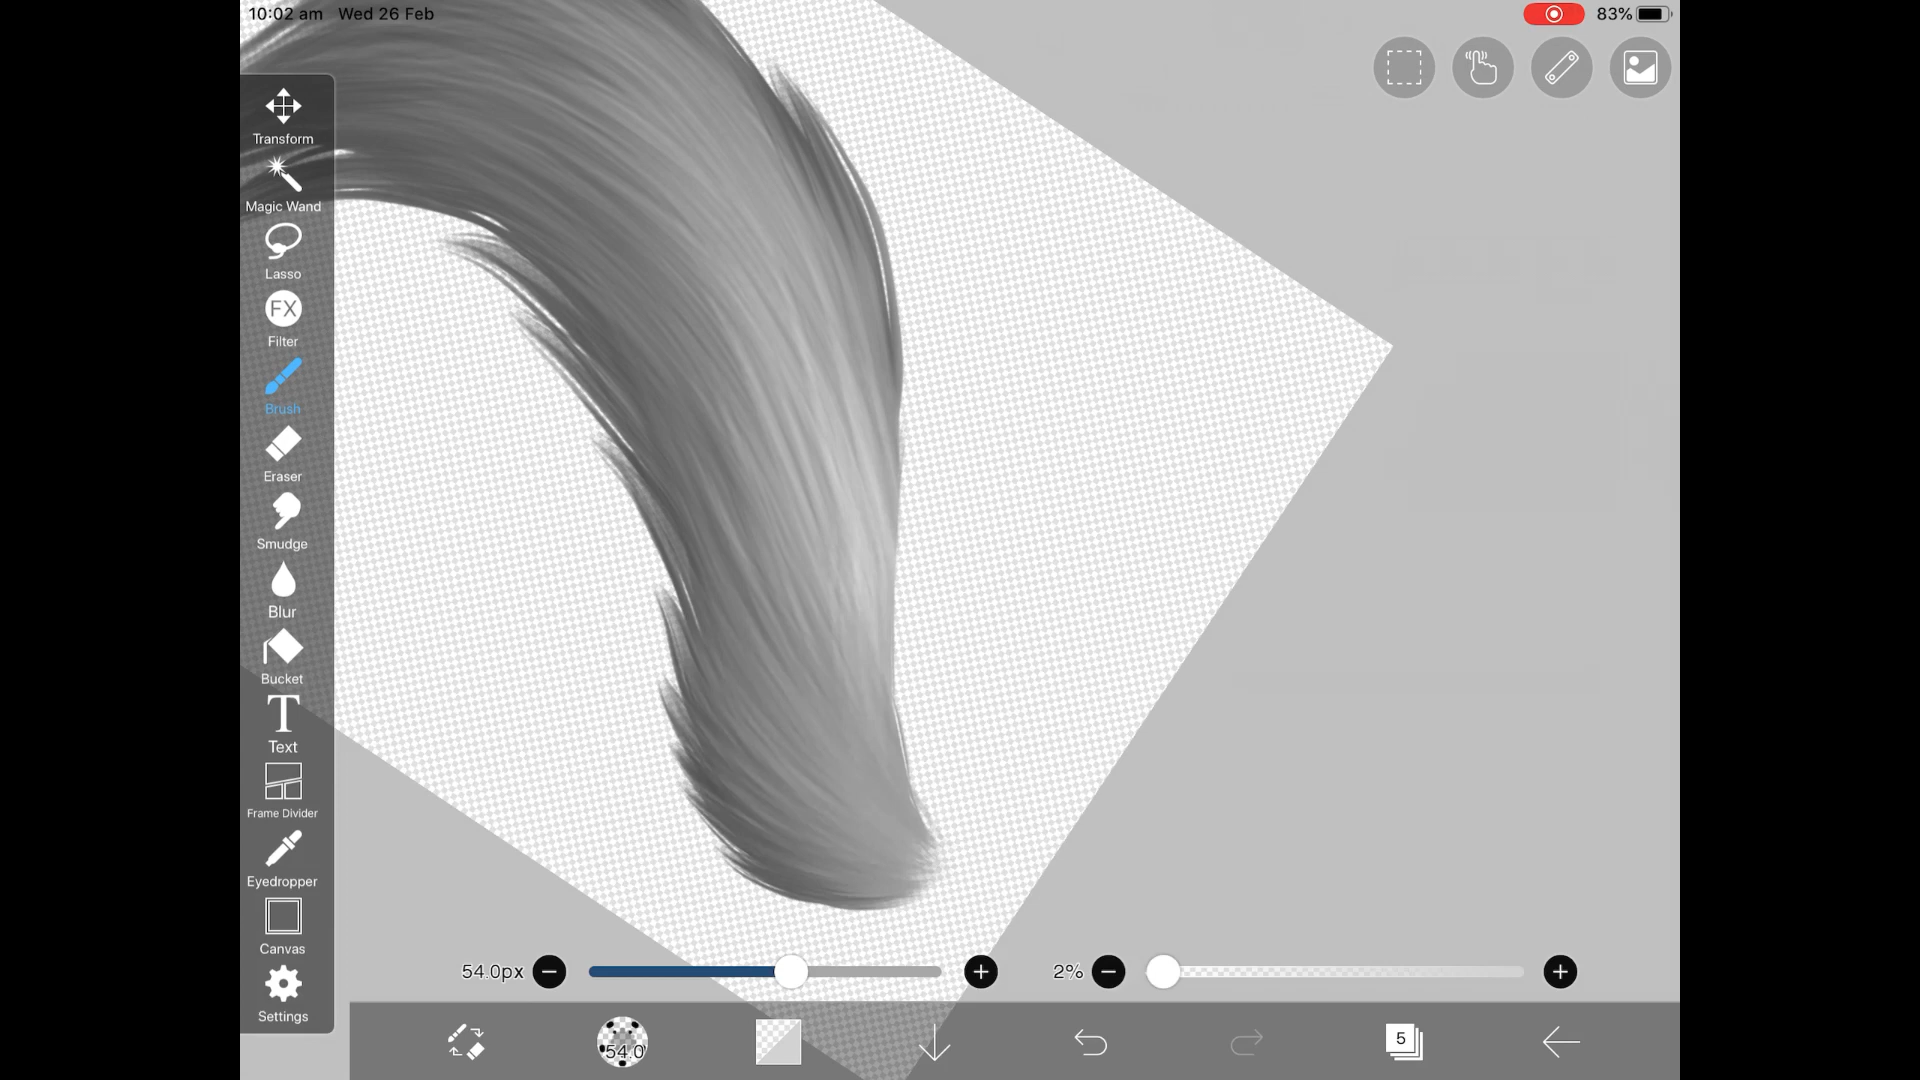 10:02 am Wed 26 Feb
83%
Transform
Magic Wand
Lasso
FX
Filter
Brush
Eraser
Smudge
Blur
Bucket
T
Text
Frame Divider
Eyedropper
Canvas
Settings
54.0px
2%
54.0
5